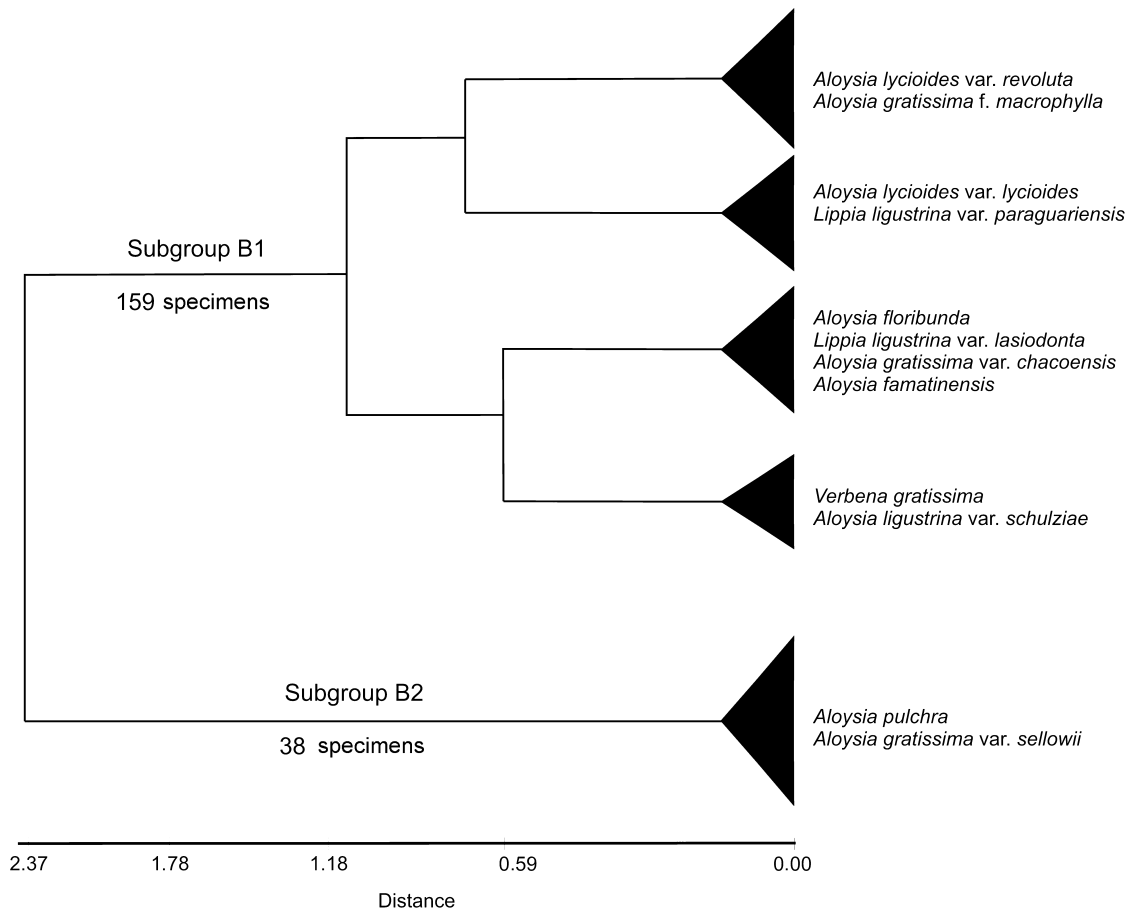 Aloysia lycioides var. revoluta
Aloysia gratissima f. macrophylla
Aloysia lycioides var. lycioides
Lippia ligustrina var. paraguariensis
Subgroup B1
159 specimens
Aloysia floribunda
Lippia ligustrina var. lasiodonta
Aloysia gratissima var. chacoensis
Aloysia famatinensis
Verbena gratissima
Aloysia ligustrina var. schulziae
Subgroup B2
38 specimens
Aloysia pulchra
Aloysia gratissima var. sellowii
2.37 1.78 1.18 0.59 0.00
Distance